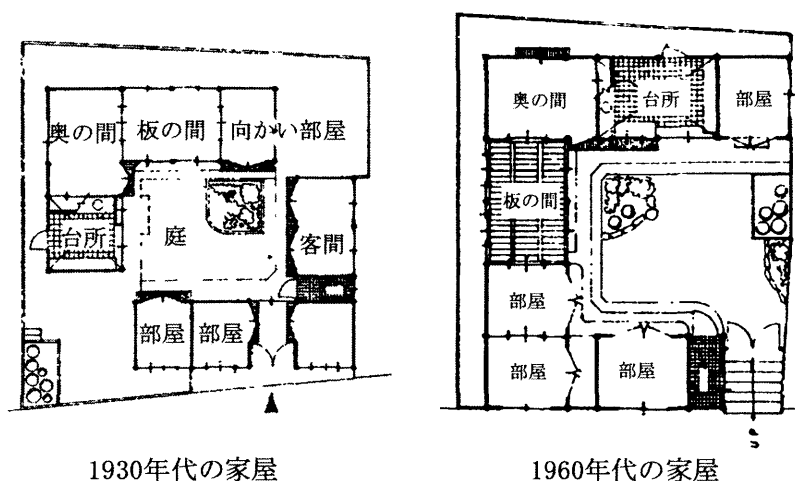 奥の間 板の間 向かい部屋
台所 庭 客間
部屋 部屋
1930年代の家屋
奥の間 台所 部屋
板の間
部屋
部屋 部屋
1960年代の家屋